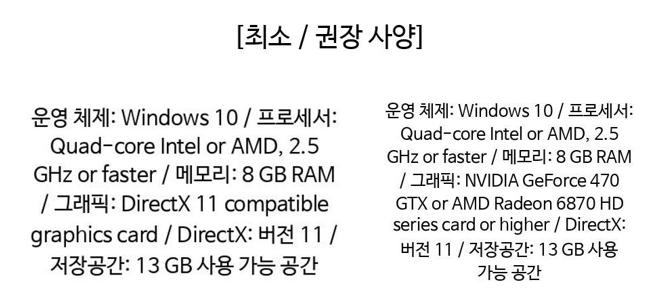 [최소 / 권장 사양]
운영 체제: Windows 10 / 프로세서:
Quad-core Intel or AMD, 2.5
GHz or faster / 메모리: 8 GB RAM
/ 그래픽: DirectX 11 compatible
graphics card / DirectX: 버전 11 /
저장공간: 13 GB 사용 가능 공간
운영 체제: Windows 10 / 프로세서:
Quad-core Intel or AMD, 2.5
GHz or faster / 메모리: 8 GB RAM
/ 그래픽: NVIDIA GeForce 470
GTX or AMD Radeon 6870 HD
series card or higher / DirectX:
버전 11 / 저장공간: 13 GB 사용
가능 공간